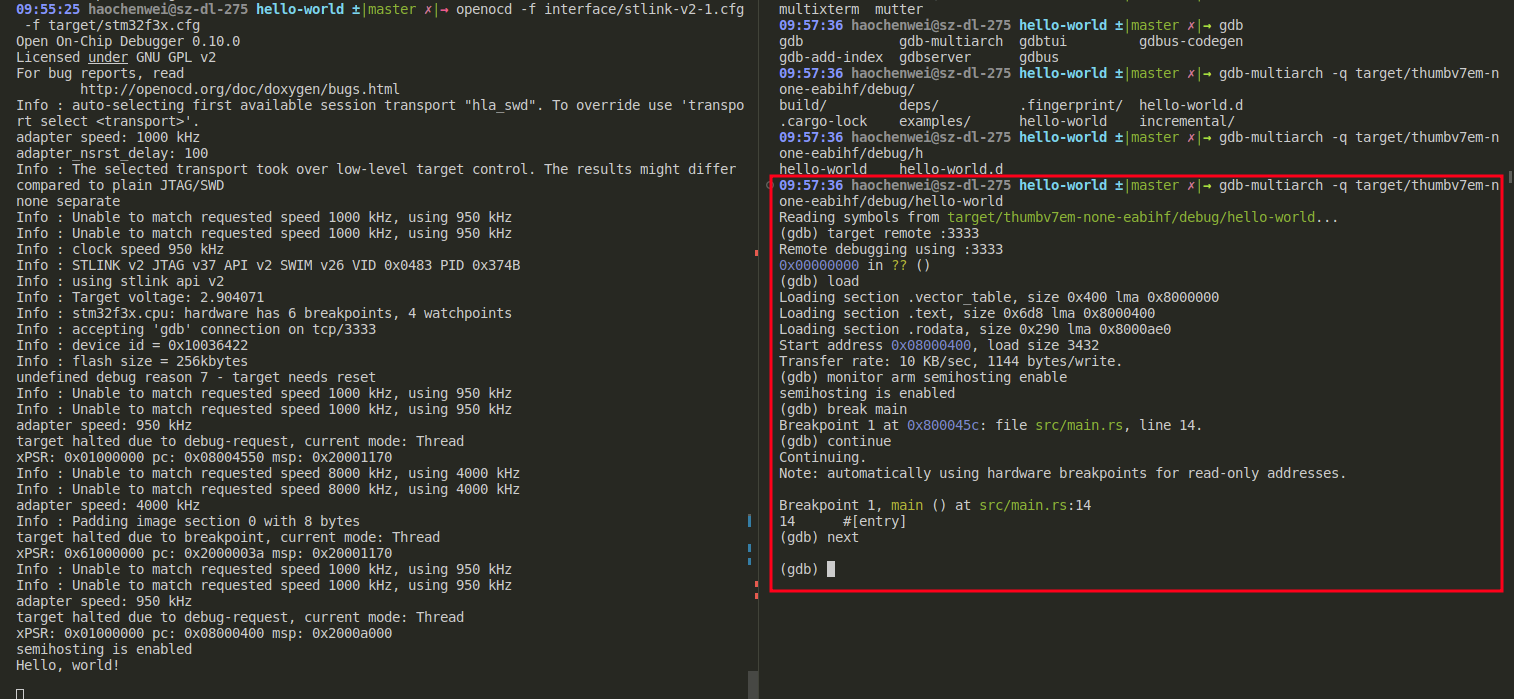 09:55:25 haochenwei@sz-dl-275 hello-world ±|master ✗|→ openocd -f interface/stlink-v2-1.cfg
 -f target/stm32f3x.cfg
Open On-Chip Debugger 0.10.0
Licensed under GNU GPL v2
For bug reports, read
        http://openocd.org/doc/doxygen/bugs.html
Info : auto-selecting first available session transport "hla_swd". To override use 'transpo
rt select <transport>'.
adapter speed: 1000 kHz
adapter_nsrst_delay: 100
Info : The selected transport took over low-level target control. The results might differ
compared to plain JTAG/SWD
none separate
Info : Unable to match requested speed 1000 kHz, using 950 kHz
Info : Unable to match requested speed 1000 kHz, using 950 kHz
Info : clock speed 950 kHz
Info : STLINK v2 JTAG v37 API v2 SWIM v26 VID 0x0483 PID 0x374B
Info : using stlink api v2
Info : Target voltage: 2.904071
Info : stm32f3x.cpu: hardware has 6 breakpoints, 4 watchpoints
Info : accepting 'gdb' connection on tcp/3333
Info : device id = 0x10036422
Info : flash size = 256kbytes
undefined debug reason 7 - target needs reset
Info : Unable to match requested speed 1000 kHz, using 950 kHz
Info : Unable to match requested speed 1000 kHz, using 950 kHz
adapter speed: 950 kHz
target halted due to debug-request, current mode: Thread
xPSR: 0x01000000 pc: 0x08004550 msp: 0x20001170
Info : Unable to match requested speed 8000 kHz, using 4000 kHz
Info : Unable to match requested speed 8000 kHz, using 4000 kHz
adapter speed: 4000 kHz
Info : Padding image section 0 with 8 bytes
target halted due to breakpoint, current mode: Thread
xPSR: 0x61000000 pc: 0x2000003a msp: 0x20001170
Info : Unable to match requested speed 1000 kHz, using 950 kHz
Info : Unable to match requested speed 1000 kHz, using 950 kHz
adapter speed: 950 kHz
target halted due to debug-request, current mode: Thread
xPSR: 0x01000000 pc: 0x08000400 msp: 0x2000a000
semihosting is enabled
Hello, world!
multixterm  mutter
09:57:36 haochenwei@sz-dl-275 hello-world ±|master ✗|→ gdb
gdb            gdb-multiarch  gdbtui         gdbus-codegen
gdb-add-index  gdbserver      gdbus
09:57:36 haochenwei@sz-dl-275 hello-world ±|master ✗|→ gdb-multiarch -q target/thumbv7em-n
one-eabihf/debug/
build/         deps/          .fingerprint/  hello-world.d
.cargo-lock    examples/      hello-world    incremental/
09:57:36 haochenwei@sz-dl-275 hello-world ±|master ✗|→ gdb-multiarch -q target/thumbv7em-n
one-eabihf/debug/h
hello-world    hello-world.d
09:57:36 haochenwei@sz-dl-275 hello-world ±|master ✗|→ gdb-multiarch -q target/thumbv7em-n
one-eabihf/debug/hello-world
Reading symbols from target/thumbv7em-none-eabihf/debug/hello-world...
(gdb) target remote :3333
Remote debugging using :3333
0x00000000 in ?? ()
(gdb) load
Loading section .vector_table, size 0x400 lma 0x8000000
Loading section .text, size 0x6d8 lma 0x8000400
Loading section .rodata, size 0x290 lma 0x8000ae0
Start address 0x08000400, load size 3432
Transfer rate: 10 KB/sec, 1144 bytes/write.
(gdb) monitor arm semihosting enable
semihosting is enabled
(gdb) break main
Breakpoint 1 at 0x800045c: file src/main.rs, line 14.
(gdb) continue
Continuing.
Note: automatically using hardware breakpoints for read-only addresses.
Breakpoint 1, main () at src/main.rs:14
14      #[entry]
(gdb) next
(gdb)